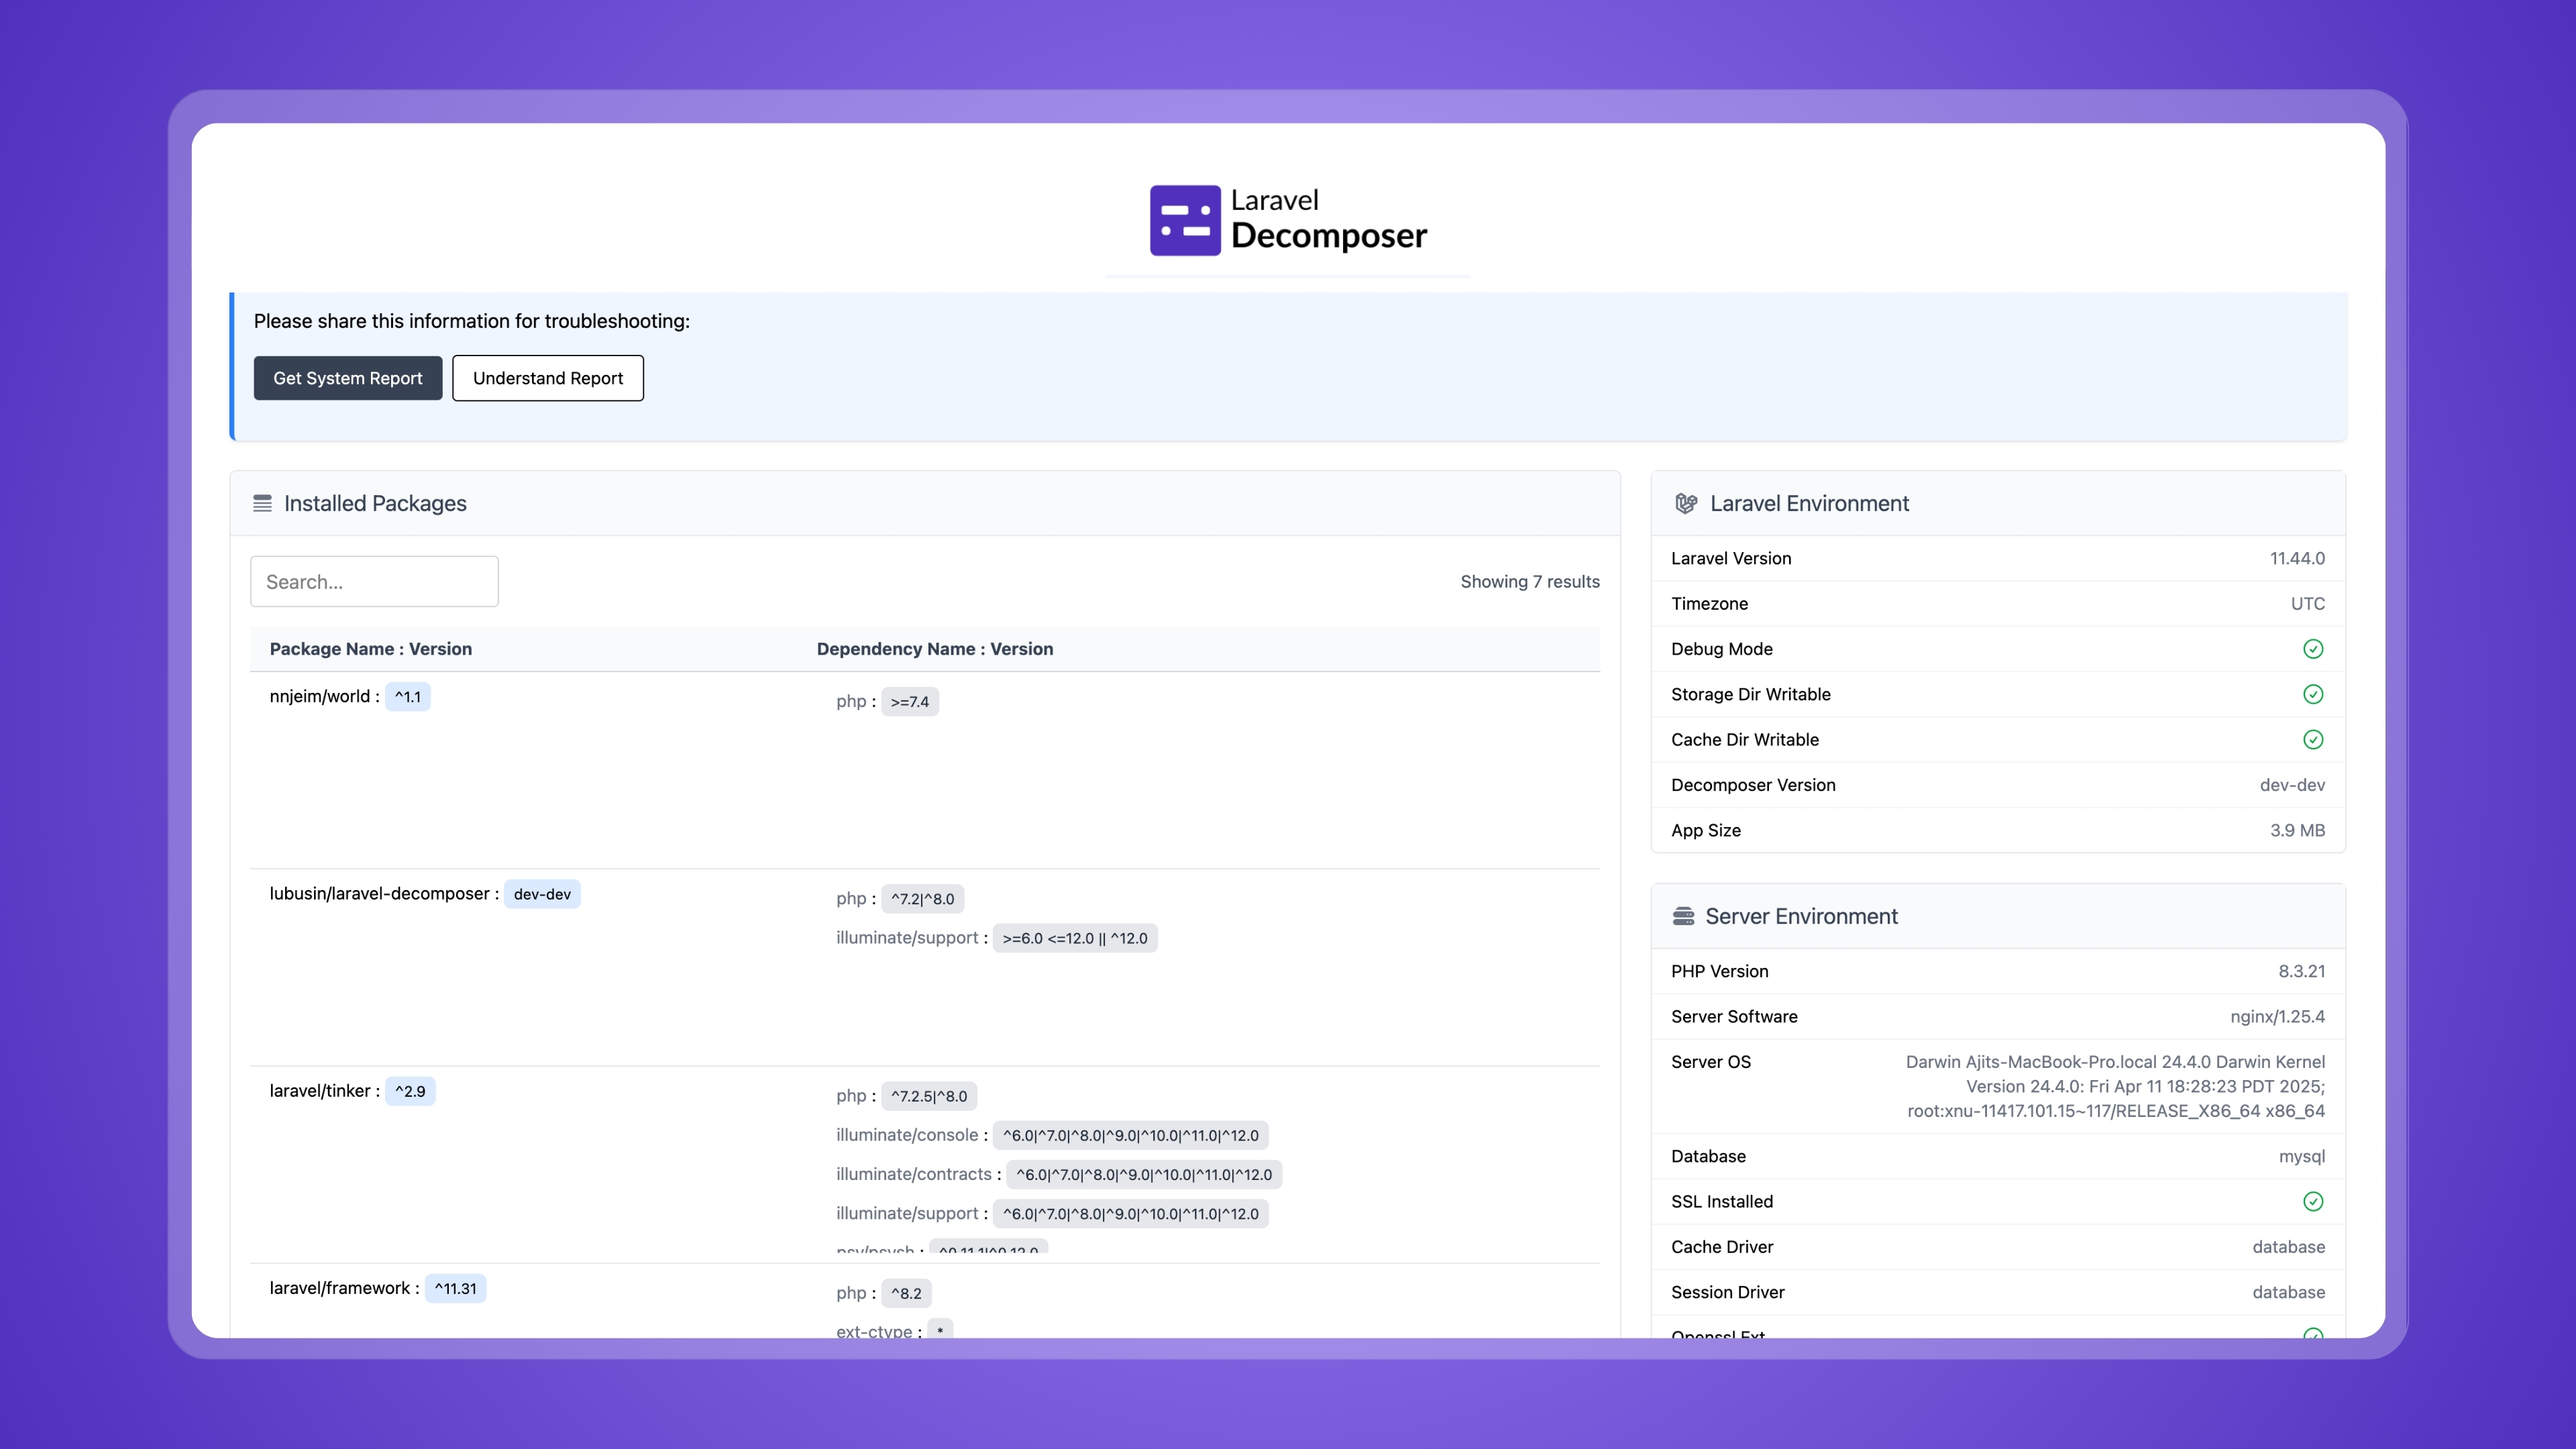 Laravel
Decomposer
Please share this information for troubleshooting:
Get System Report
Understand Report
Installed Packages
Search...
Showing 7 results
Package Name : Version
Dependency Name : Version
nnjeim/world : ^1.1
php : >=7.4
lubusin/laravel-decomposer : dev-dev
php : ^7.2|^8.0
illuminate/support : >=6.0 <=12.0 || ^12.0
laravel/tinker : ^2.9
php : ^7.2.5|^8.0
illuminate/console : ^6.0|^7.0|^8.0|^9.0|^10.0|^11.0|^12.0
illuminate/contracts : ^6.0|^7.0|^8.0|^9.0|^10.0|^11.0|^12.0
illuminate/support : ^6.0|^7.0|^8.0|^9.0|^10.0|^11.0|^12.0
psy/psysh : ^0.11.1|^0.12.0
laravel/framework : ^11.31
php : ^8.2
ext-ctype : *
Laravel Environment
Laravel Version 11.44.0
Timezone UTC
Debug Mode
Storage Dir Writable
Cache Dir Writable
Decomposer Version dev-dev
App Size 3.9 MB
Server Environment
PHP Version 8.3.21
Server Software nginx/1.25.4
Server OS Darwin Ajits-MacBook-Pro.local 24.4.0 Darwin Kernel
Version 24.4.0: Fri Apr 11 18:28:23 PDT 2025;
root:xnu-11417.101.15~117/RELEASE_X86_64 x86_64
Database mysql
SSL Installed
Cache Driver database
Session Driver database
Openssl Ext